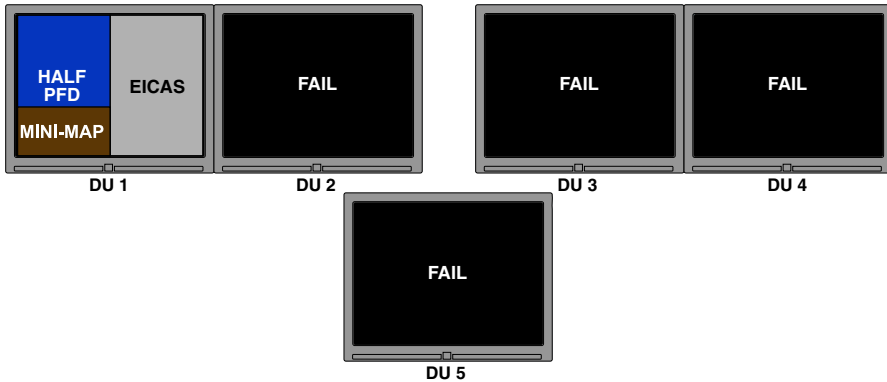 HALF
PFD
EICAS
MINI-MAP
FAIL
FAIL
FAIL
DU 1
DU 2
DU 3
DU 4
FAIL
DU 5